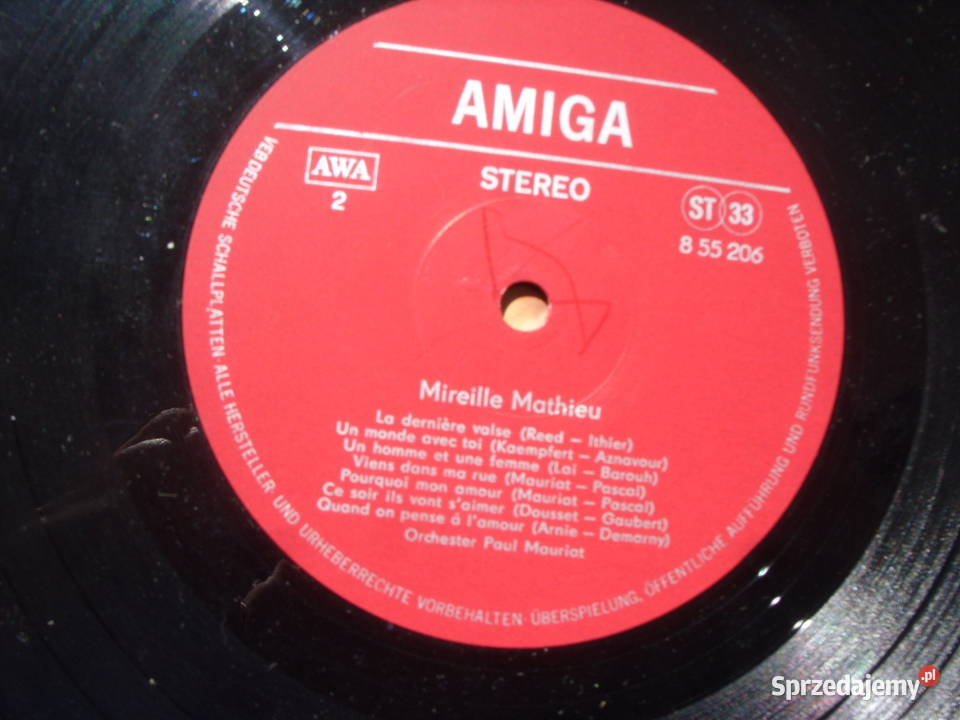 AMIGA
AWA
2
STEREO
ST 33
8 55 206
Mireille Mathieu
La dernière valse (Reed – Ithier)
Un monde avec toi (Kaempfert – Aznavour)
Un homme et une femme (Lai – Barouh)
Viens dans ma rue (Mauriat – Pascal)
Pourquoi mon amour (Mauriat – Pascal)
Ce soir ils vont s'aimer (Dousset – Gaubert)
Quand on pense á l'amour (Arnie – Demarny)
Orchester Paul Mauriat
VEB DEUTSCHE SCHALLPLATTEN · ALLE HERSTELLER- UND URHEBERRECHTE VORBEHALTEN · ÜBERSPIELUNG, ÖFFENTLICHE AUFFÜHRUNG UND RUNDFUNKSENDUNG VERBOTEN
Sprzedajemy.pl